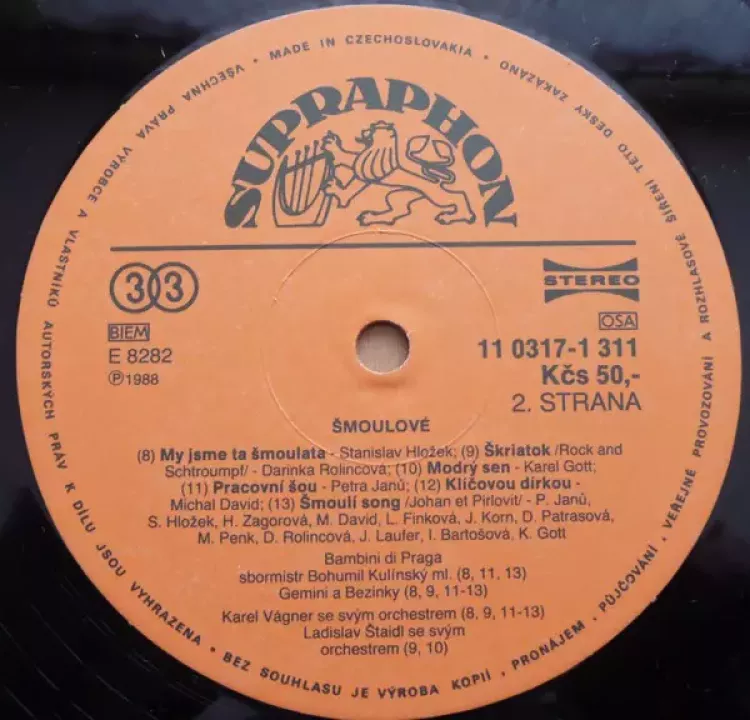 VŠECHNA PRÁVA VÝROBCE A VLASTNÍKŮ AUTORSKÝCH PRÁV K DÍLU JSOU VYHRAZENA • BEZ SOUHLASU JE VÝROBA KOPIÍ, PRONÁJEM, PŮJČOVÁNÍ, VEŘEJNÉ PROVOZOVÁNÍ A ROZHLASOVÉ ŠÍŘENÍ TÉTO DESKY ZAKÁZÁNO • MADE IN CZECHOSLOVAKIA •
SUPRAPHON
33
STEREO
BIEM
OSA
E 8282
11 0317-1 311
Ⓟ1988
Kčs 50,-
2. STRANA
ŠMOULOVÉ
(8) My jsme ta šmoulata - Stanislav Hložek; (9) Škriatok /Rock and
Schtroumpf/ - Darinka Rolincová; (10) Modrý sen - Karel Gott;
(11) Pracovní šou - Petra Janů; (12) Klíčovou dírkou -
Michal David; (13) Šmoulí song /Johan et Pirlovit/ - P. Janů,
S. Hložek, H. Zagorová, M. David, L. Finková, J. Korn, D. Patrasová,
M. Penk, D. Rolincová, J. Laufer, I. Bartošová, K. Gott
Bambini di Praga
sbormistr Bohumil Kulínský ml. (8, 11. 13)
Gemini a Bezinky (8, 9, 11-13)
Karel Vágner se svým orchestrem (8, 9, 11-13)
Ladislav Štaidl se svým
orchestrem (9, 10)